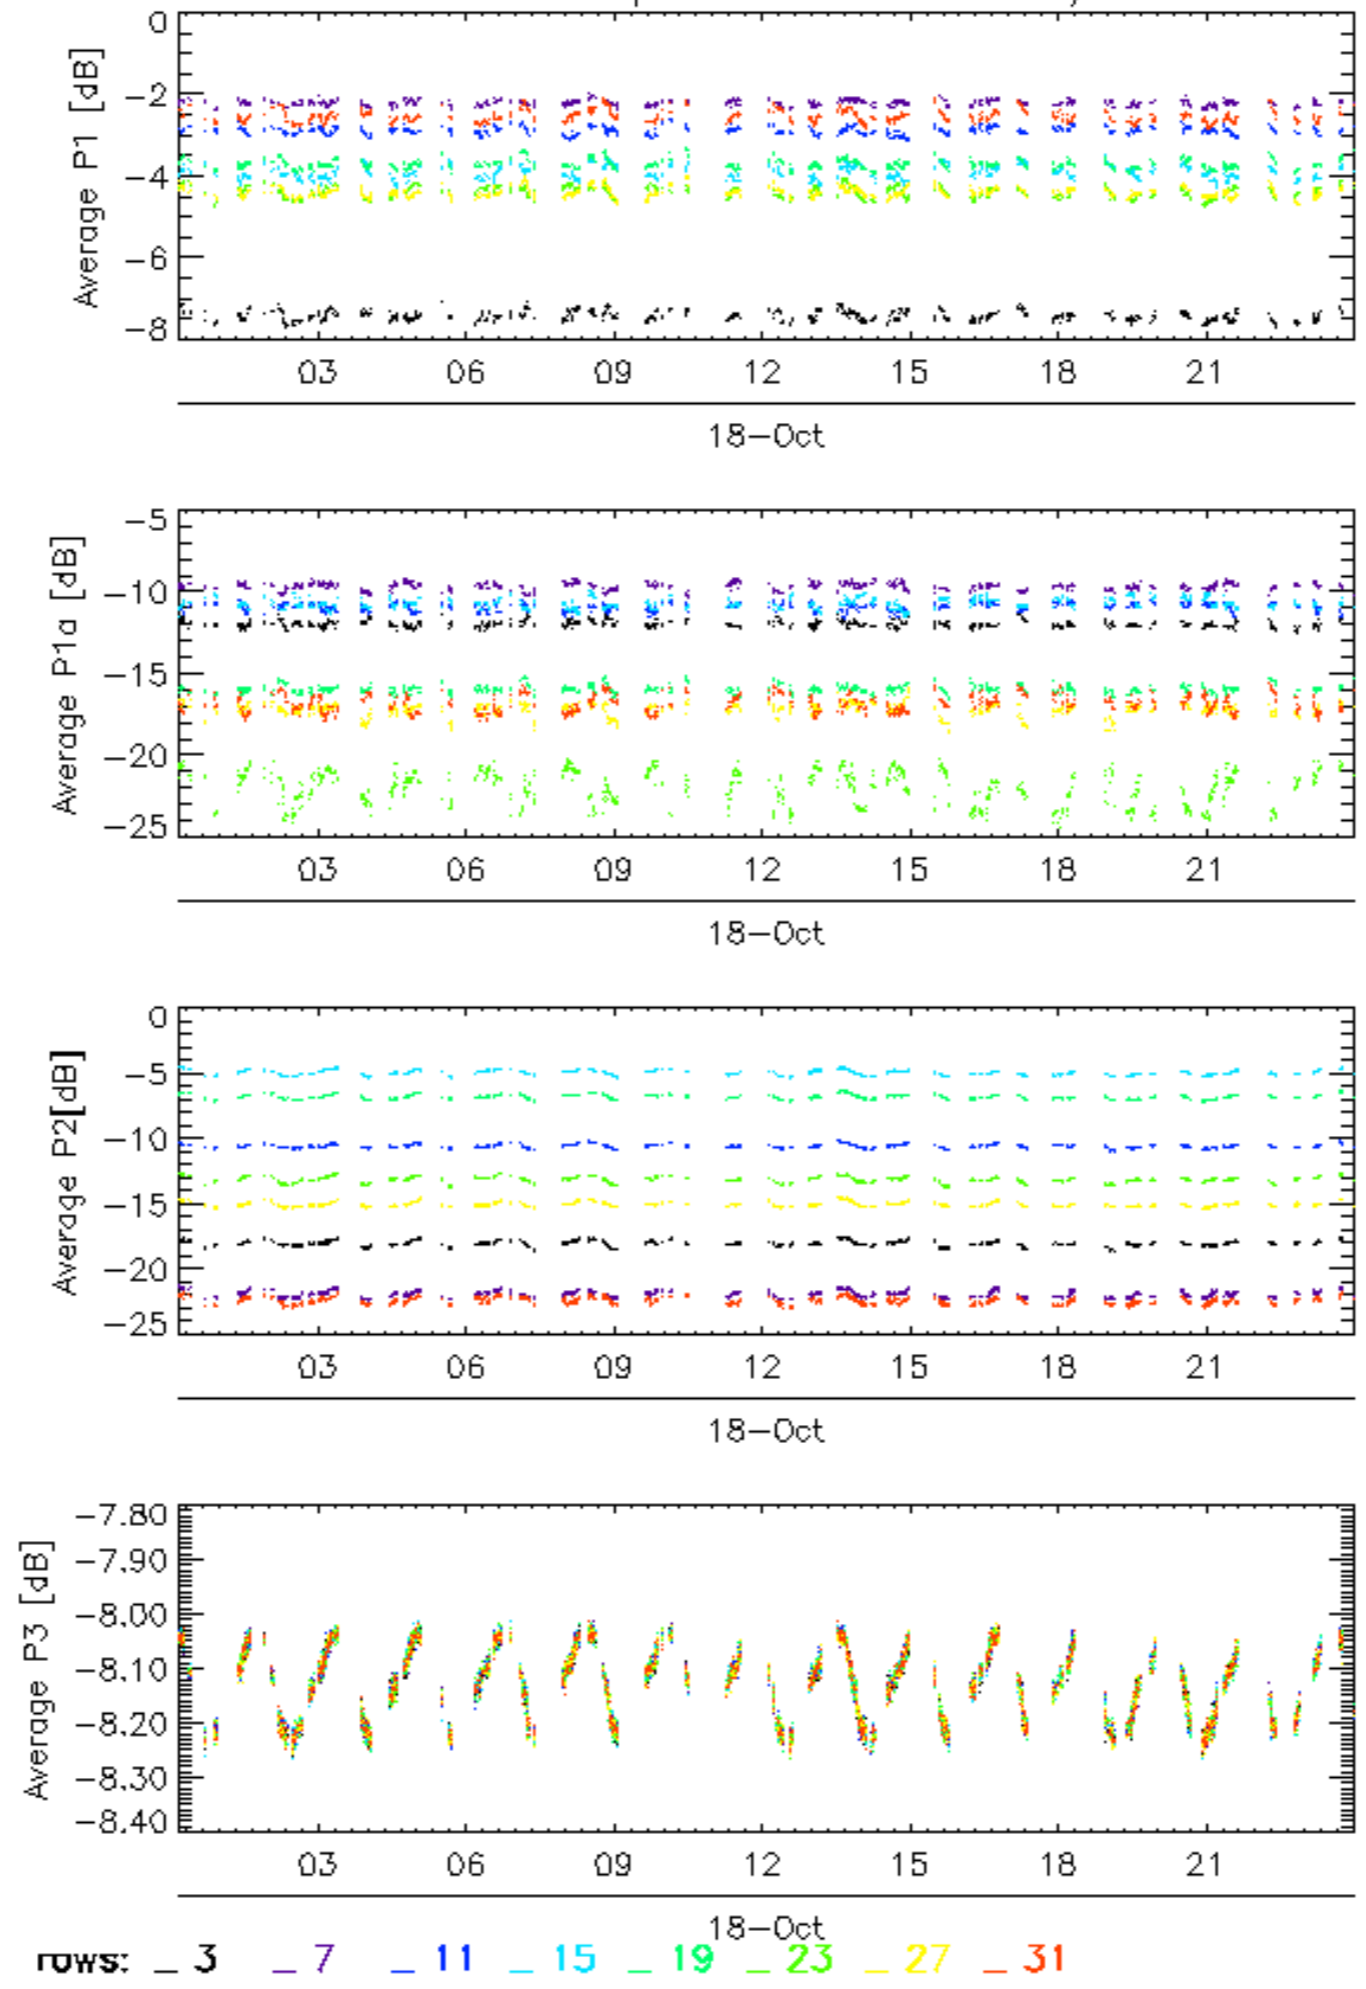 0
−2
−4
−6
−8
Average P1 [dB]
03 06 09 12 15 18 21
18−Oct
−5
−10
−15
−20
−25
Average P1a [dB]
03 06 09 12 15 18 21
18−Oct
0
−5
−10
−15
−20
−25
Average P2[dB]
03 06 09 12 15 18 21
18−Oct
−7.80
−7.90
−8.00
−8.10
−8.20
−8.30
−8.40
Average P3 [dB]
03 06 09 12 15 18 21
18−Oct
rows: _ 3 _ 7 _ 11 _ 15 _ 19 _ 23 _ 27 _ 31